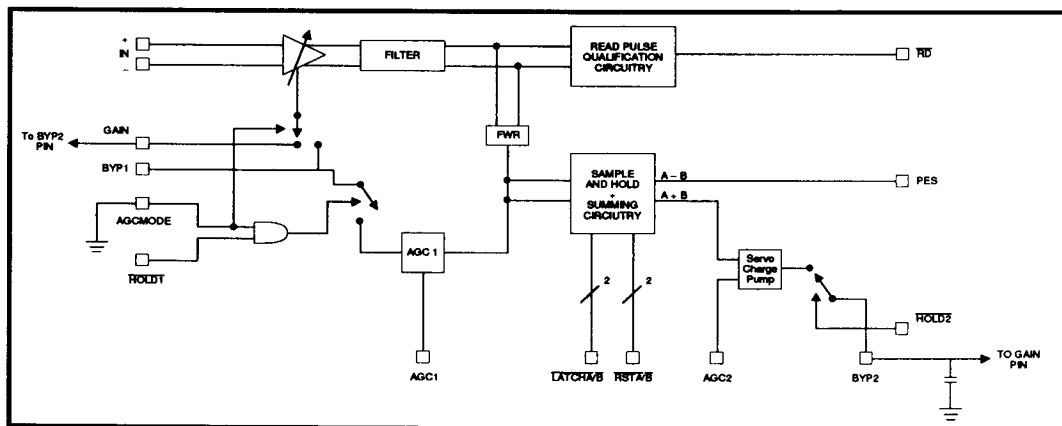 +
IN
–
FILTER
READ PULSE
QUALIFICATION
CIRCUITRY
RD
To BYP2
PIN
GAIN
BYP1
FWR
AGCMODE
HOLD1
AGC 1
SAMPLE
AND HOLD
+
SUMMING
CIRCIUTRY
A – B
A + B
PES
Servo
Charge
Pump
2
2
HOLD2
AGC1
LATCHA/B
RSTA/B
AGC2
BYP2
TO GAIN
PIN